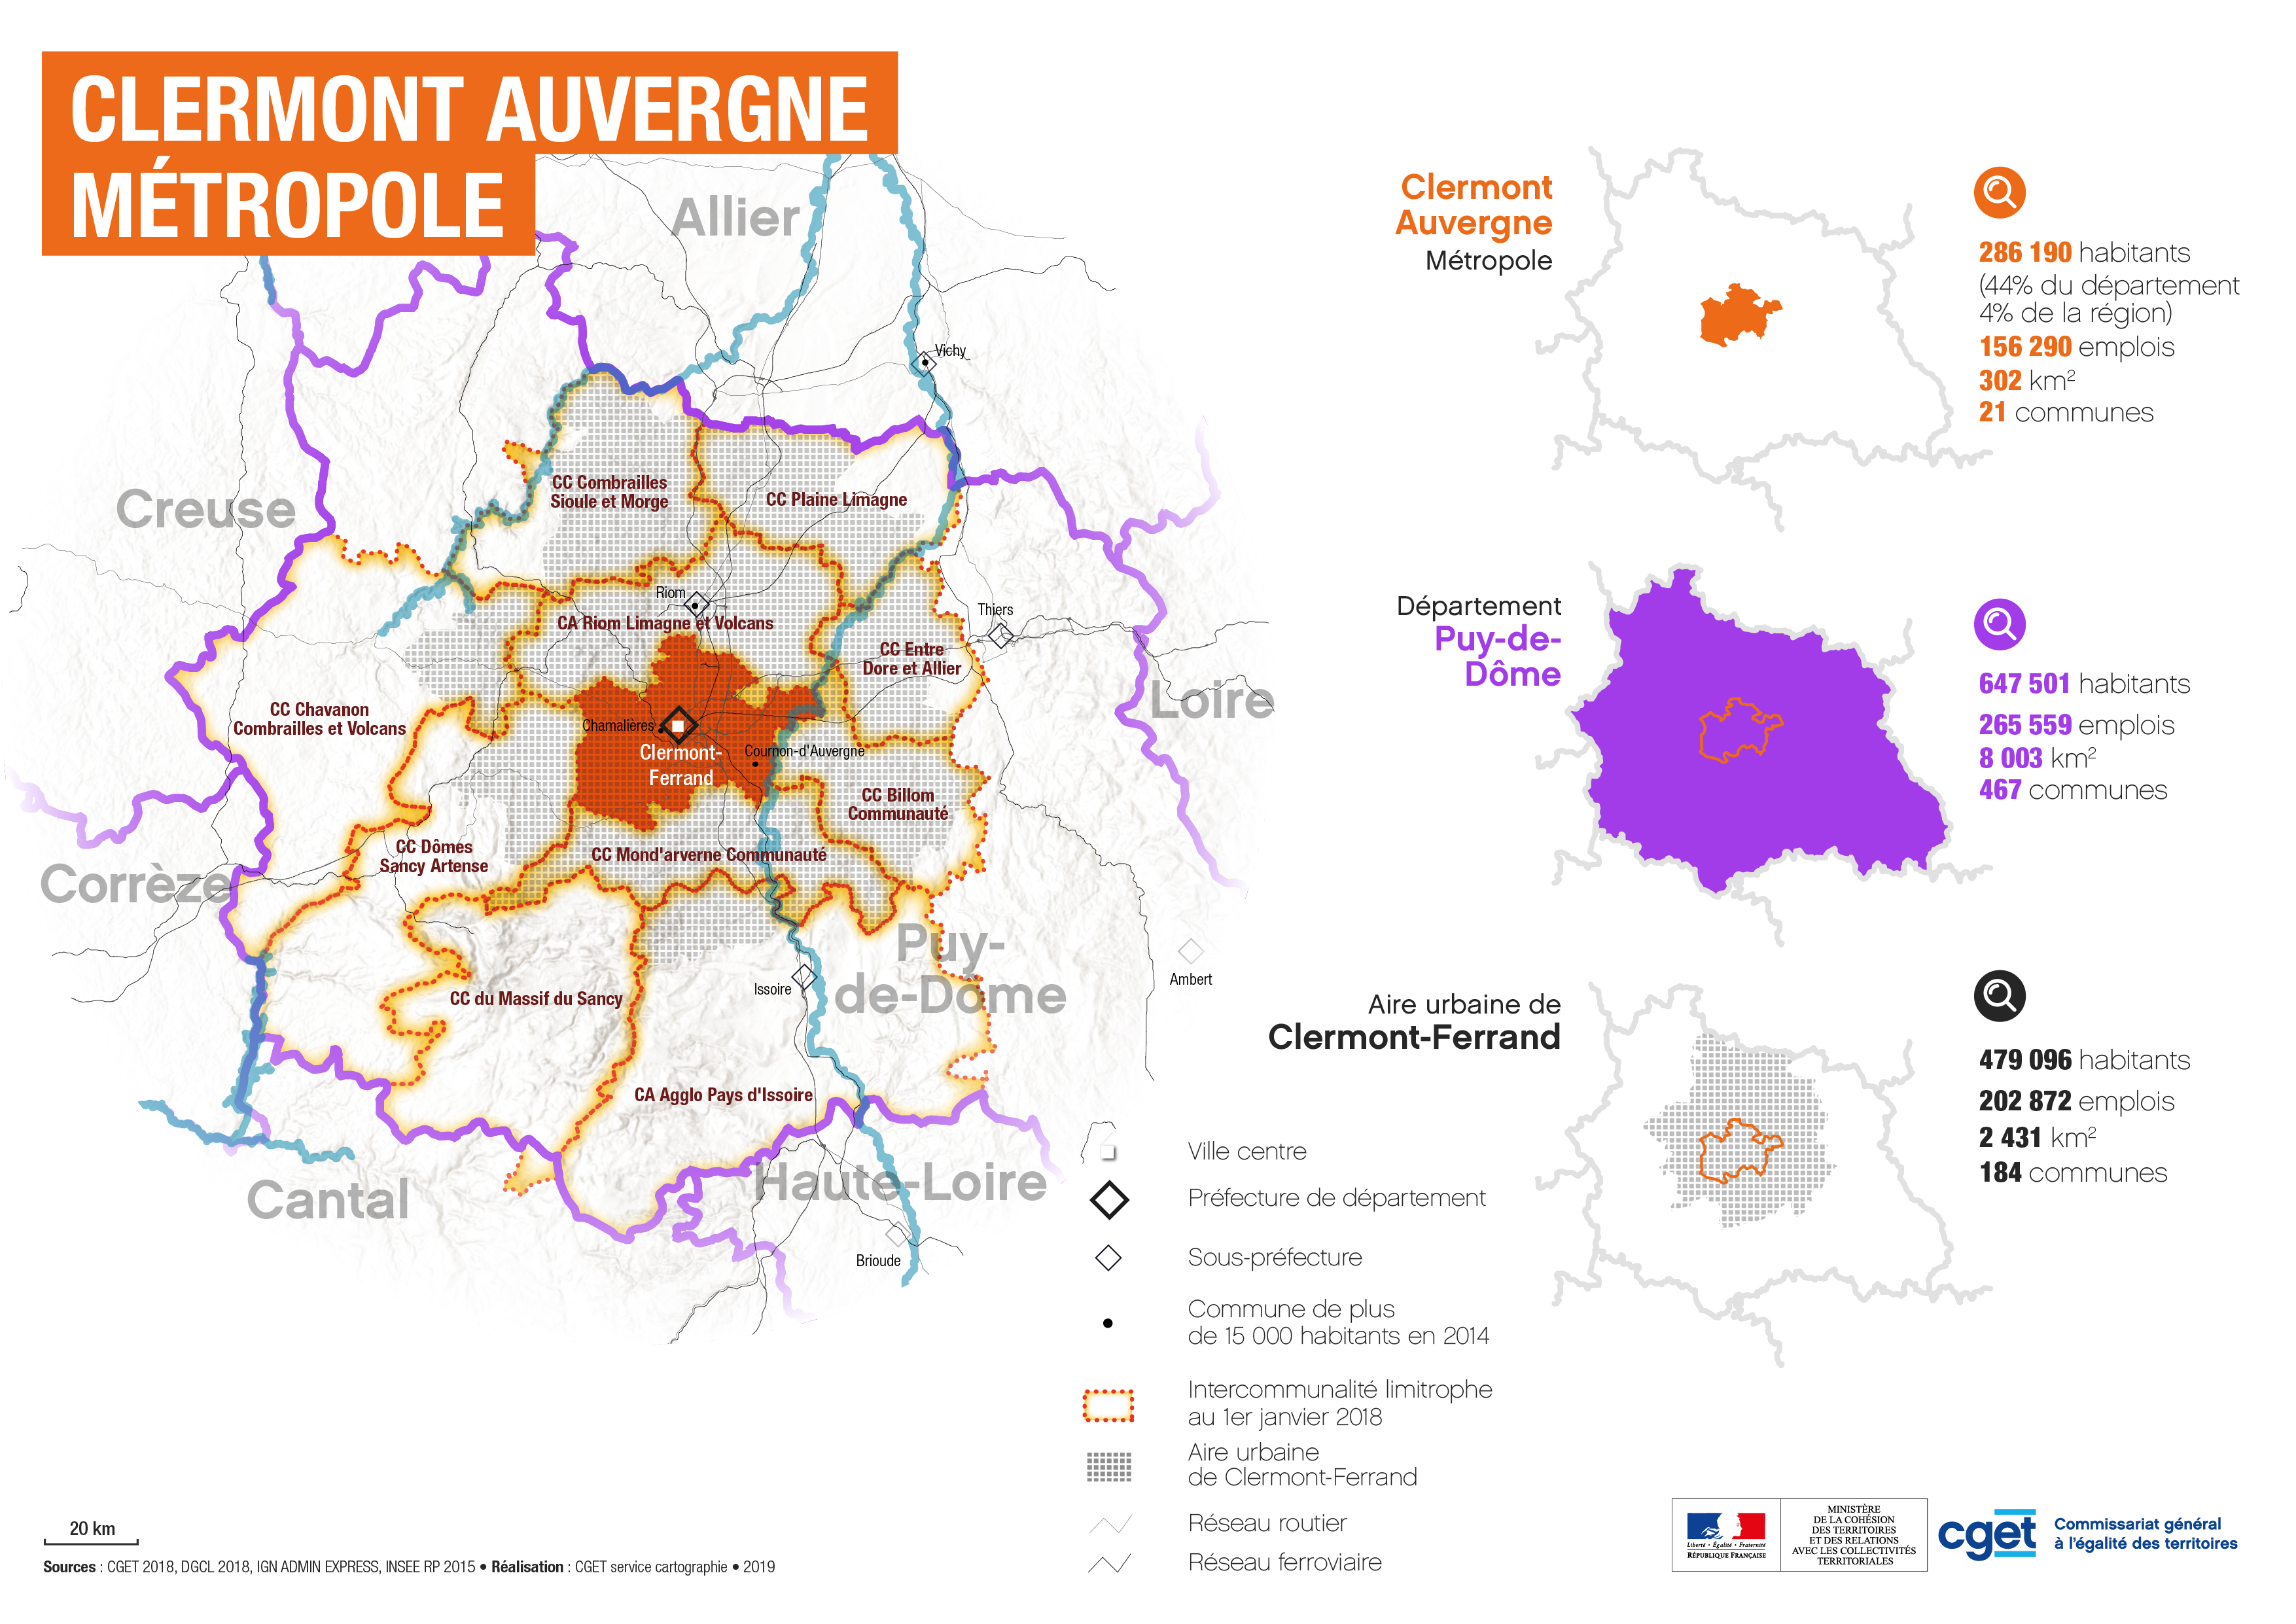 CLERMONT AUVERGNE
MÉTROPOLE
Allier
Creuse
Corrèze
Cantal
Haute-Loire
Loire
Puy-
de-Dôme
Vichy
CC Combrailles
Sioule et Morge
CC Plaine Limagne
Riom
CA Riom Limagne et Volcans
Thiers
CC Entre
Dore et Allier
CC Chavanon
Combrailles et Volcans
Chamalières
Clermont-
Ferrand
Cournon-d'Auvergne
CC Billom
Communauté
CC Dômes
Sancy Artense
CC Mond'arverne Communauté
CC du Massif du Sancy
Issoire
Ambert
CA Agglo Pays d'Issoire
Brioude
Clermont
Auvergne
Métropole
286 190 habitants
(44% du département
4% de la région)
156 290 emplois
302 km²
21 communes
Département
Puy-de-
Dôme
647 501 habitants
265 559 emplois
8 003 km²
467 communes
Aire urbaine de
Clermont-Ferrand
479 096 habitants
202 872 emplois
2 431 km²
184 communes
Ville centre
Préfecture de département
Sous-préfecture
Commune de plus
de 15 000 habitants en 2014
Intercommunalité limitrophe
au 1er janvier 2018
Aire urbaine
de Clermont-Ferrand
Réseau routier
Réseau ferroviaire
20 km
Sources : CGET 2018, DGCL 2018, IGN ADMIN EXPRESS, INSEE RP 2015 • Réalisation : CGET service cartographie • 2019
Liberté • Égalité • Fraternité
RÉPUBLIQUE FRANÇAISE
MINISTÈRE
DE LA COHÉSION
DES TERRITOIRES
ET DES RELATIONS
AVEC LES COLLECTIVITÉS
TERRITORIALES
cget
Commissariat général
à l'égalité des territoires